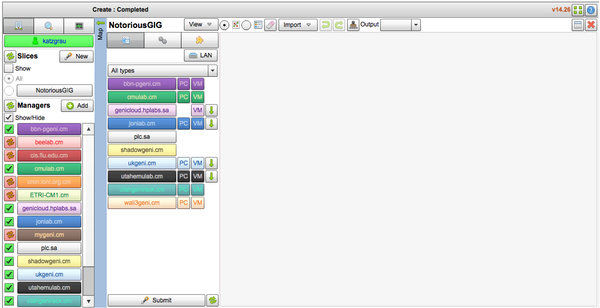 Create : Completed
v14.26
katzgrau
Slices
New
Show
All
NotoriousGIG
Managers
Add
Show/Hide
bbn-pgeni.cm
beelab.cm
cis.fiu.edu.cm
cmulab.cm
ETRI-CM1.cm
genicloud.hplabs.sa
jonlab.cm
mygeni.cm
plc.sa
shadowgeni.cm
ukgeni.cm
utahemulab.cm
Map
NotoriousGIG
View
LAN
All types
bbn-pgeni.cm PC VM
cmulab.cm PC VM
genicloud.hplabs.sa VM
jonlab.cm PC VM
plc.sa
shadowgeni.cm
ukgeni.cm PC VM
utahemulab.cm PC VM
PC VM
wall3geni.cm PC VM
Submit
Import
Output